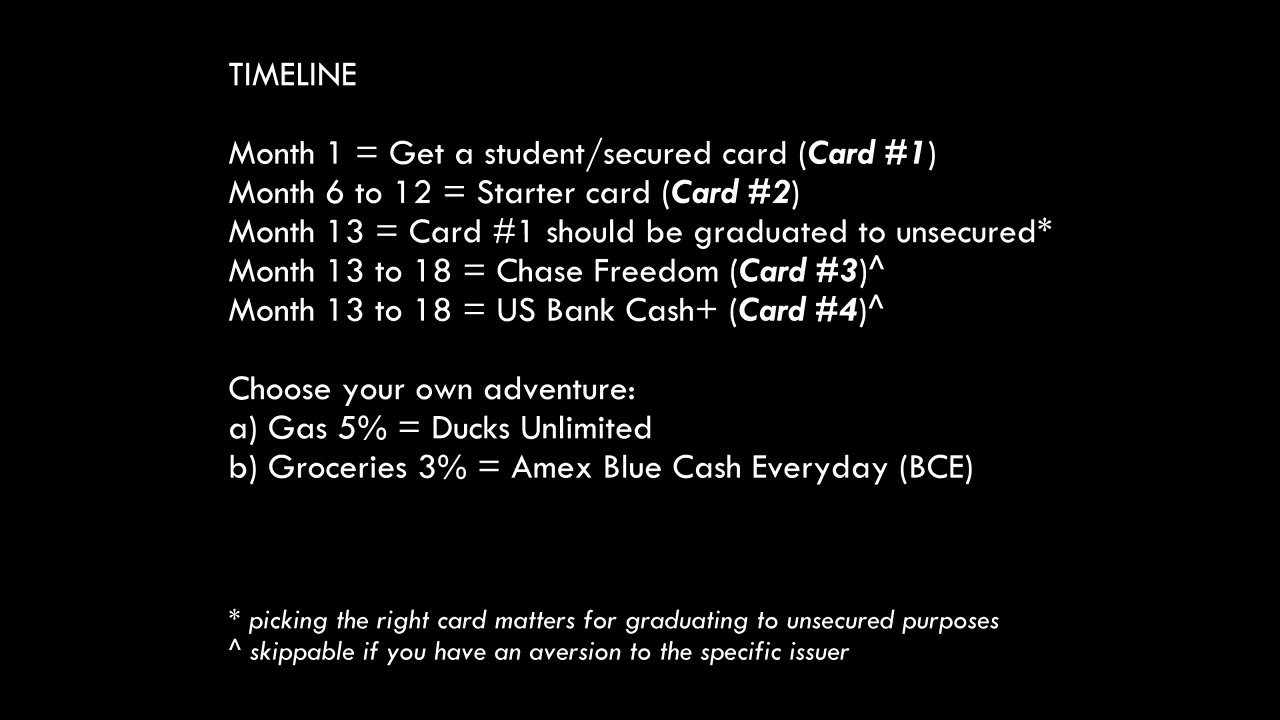 TIMELINE
Month 1 = Get a student/secured card (Card #1)
Month 6 to 12 = Starter card (Card #2)
Month 13 = Card #1 should be graduated to unsecured*
Month 13 to 18 = Chase Freedom (Card #3)^
Month 13 to 18 = US Bank Cash+ (Card #4)^
Choose your own adventure:
a) Gas 5% = Ducks Unlimited
b) Groceries 3% = Amex Blue Cash Everyday (BCE)
* picking the right card matters for graduating to unsecured purposes
^ skippable if you have an aversion to the specific issuer